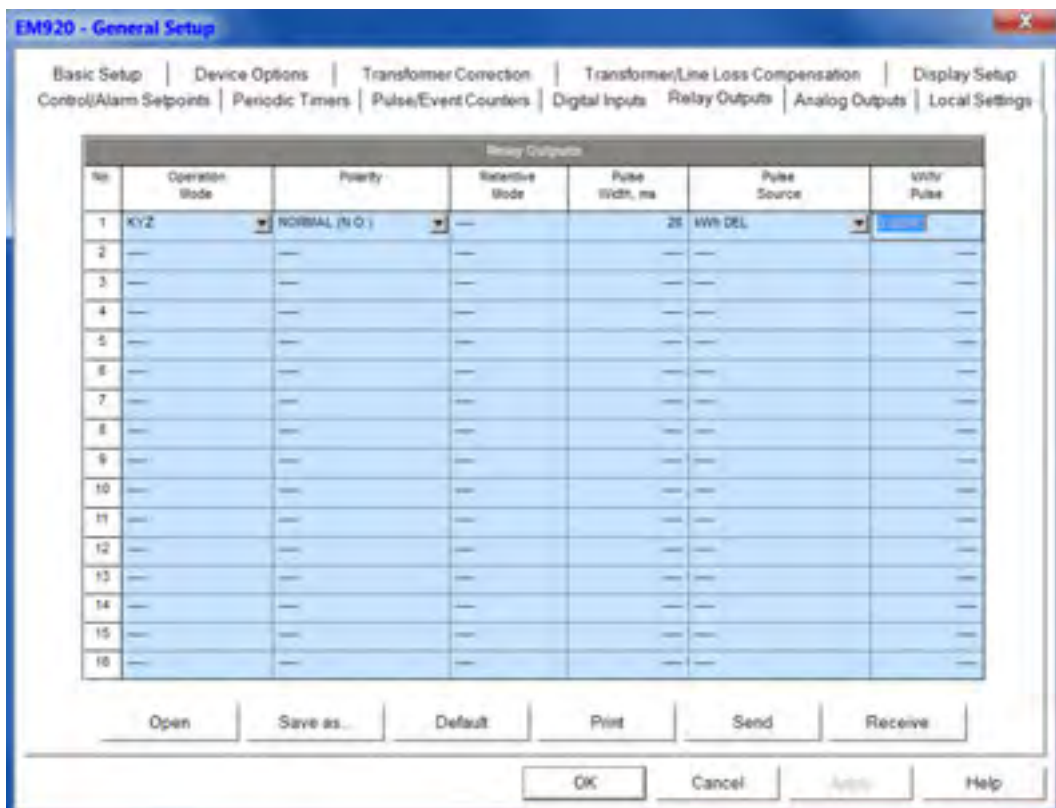 EM920 - General Setup
Basic Setup | Device Options | Transformer Correction | Transformer/Line Loss Compensation | Display Setup
Control/Alarm Setpoints | Periodic Timers | Pulse/Event Counters | Digital Inputs | Relay Outputs | Analog Outputs | Local Settings
Relay Outputs
No Operation Mode Polarity Retentive Mode Pulse Width, ms Pulse Source kWh/ Pulse
1 KYZ NORMAL (N.O.) --- 20 kWh DEL
2 --- --- --- --- --- ---
3 --- --- --- --- --- ---
4 --- --- --- --- --- ---
5 --- --- --- --- --- ---
6 --- --- --- --- --- ---
7 --- --- --- --- --- ---
8 --- --- --- --- --- ---
9 --- --- --- --- --- ---
10 --- --- --- --- --- ---
11 --- --- --- --- --- ---
12 --- --- --- --- --- ---
13 --- --- --- --- --- ---
14 --- --- --- --- --- ---
15 --- --- --- --- --- ---
16 --- --- --- --- --- ---
Open Save as... Default Print Send Receive
OK Cancel Apply Help